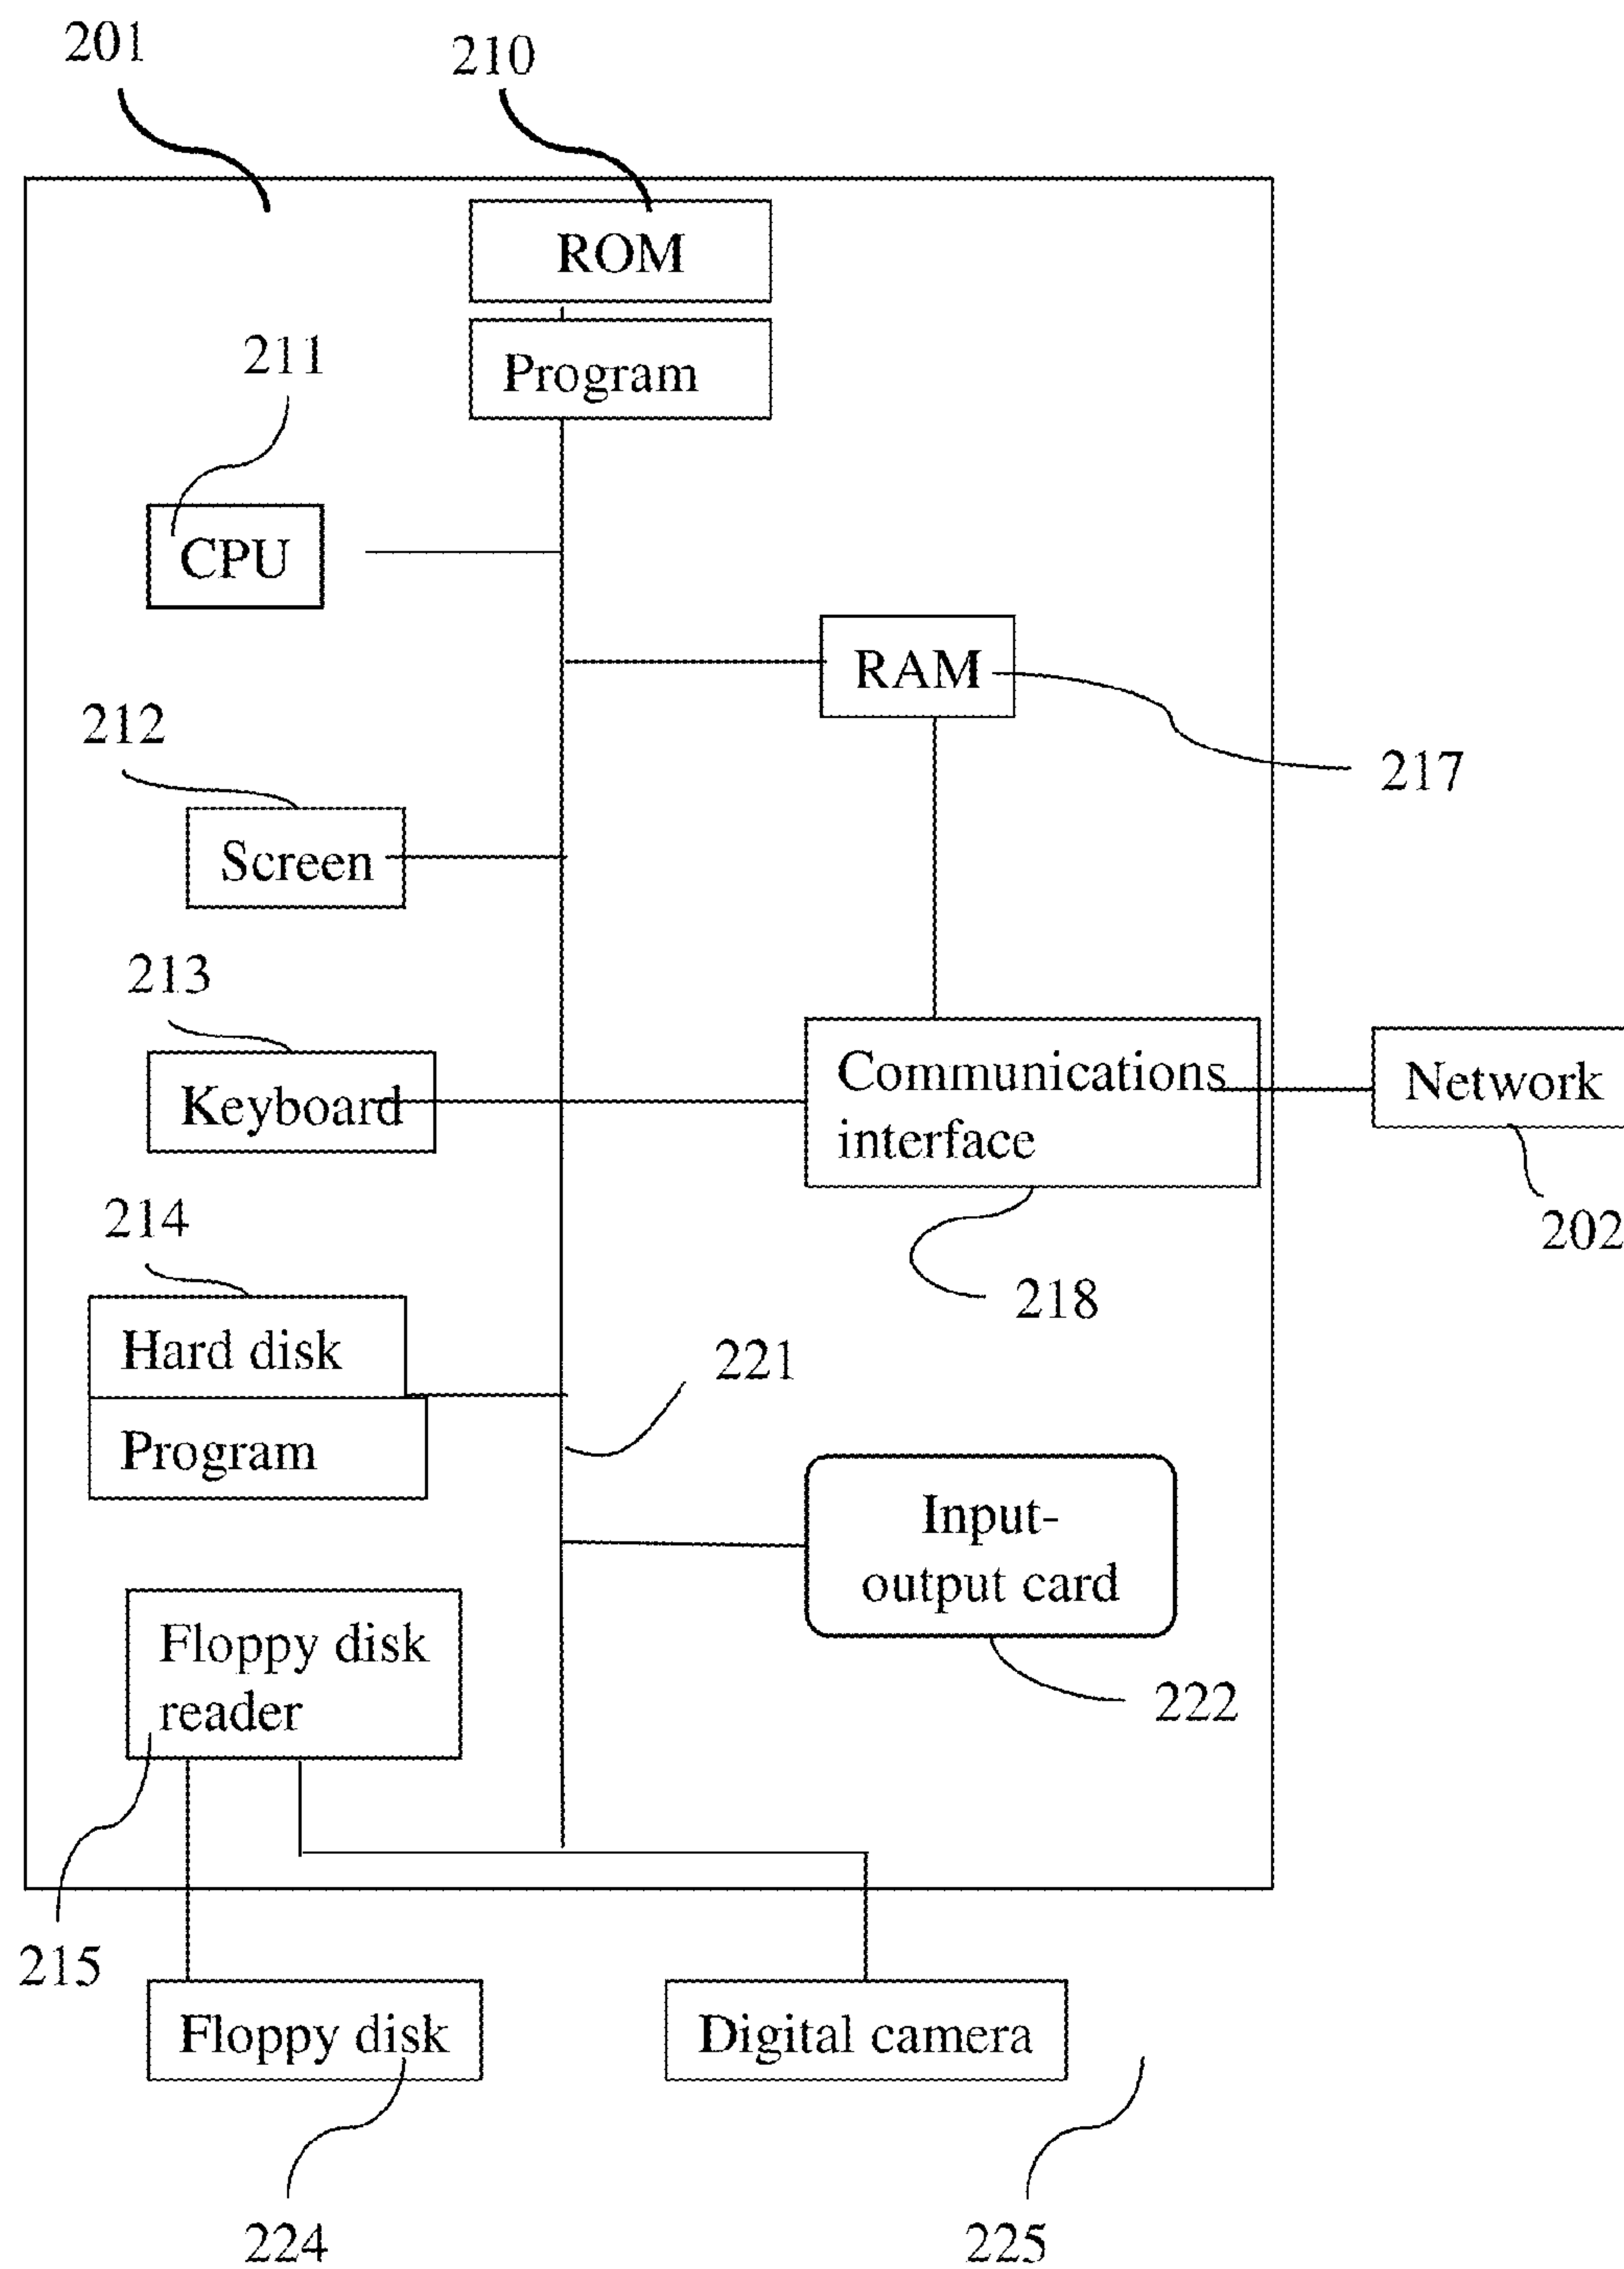 201
210
ROM
Program
211
CPU
RAM
217
212
Screen
213
Keyboard
Communications
interface
Network
202
218
214
Hard disk
Program
221
Input-
output card
222
Floppy disk
reader
215
Floppy disk
Digital camera
224
225